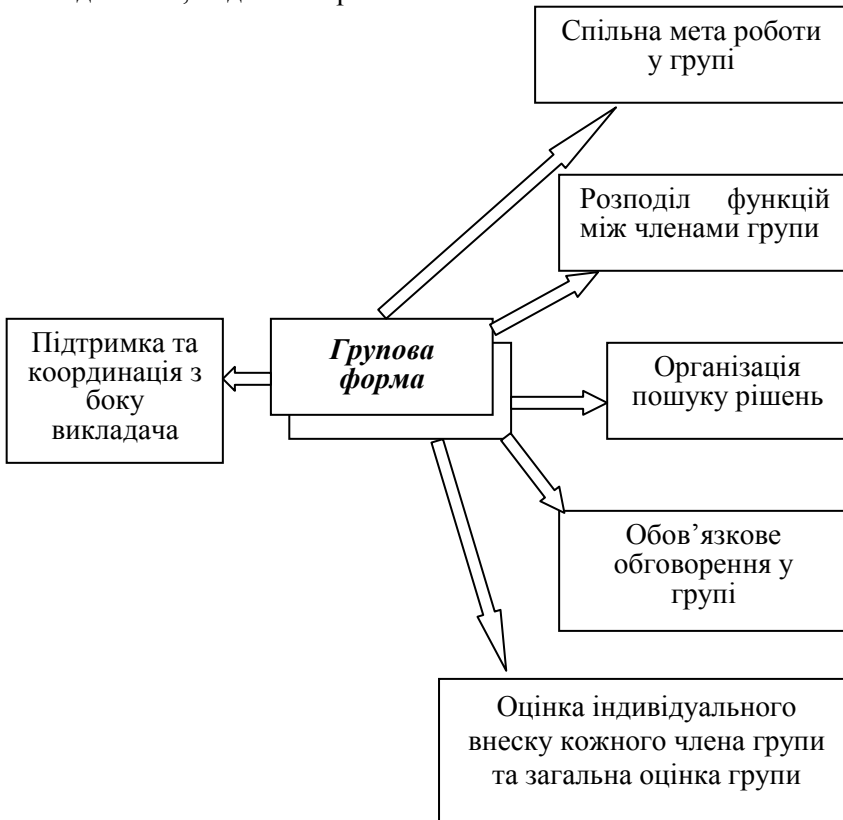 Спільна мета роботи
у групі
Розподіл функцій
між членами групи
Підтримка та
координація з
боку
викладача
Групова
форма
Організація
пошуку рішень
Обов’язкове
обговорення у
групі
Оцінка індивідуального
внеску кожного члена групи
та загальна оцінка групи